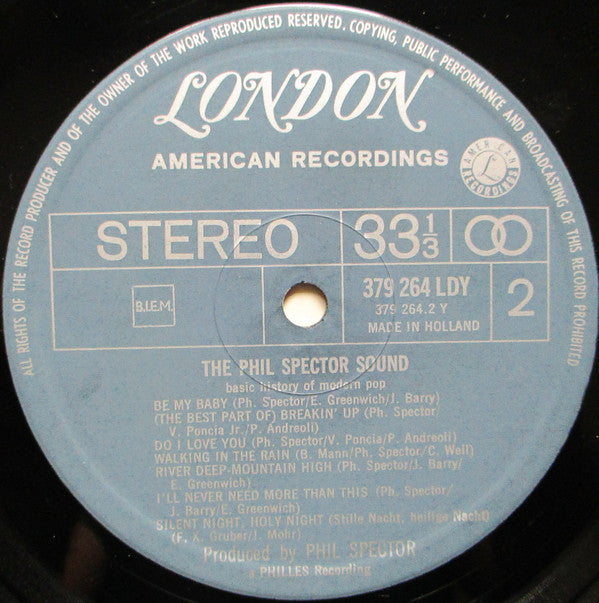 ALL RIGHTS OF THE RECORD PRODUCER AND OF THE OWNER OF THE WORK REPRODUCED RESERVED. COPYING, PUBLIC PERFORMANCE AND BROADCASTING OF THIS RECORD PROHIBITED
LONDON
AMERICAN RECORDINGS
AMERICAN
L
RECORDINGS
STEREO
33 1/3
B.I.E.M.
379 264 LDY
379 264.2 Y
MADE IN HOLLAND
2
THE PHIL SPECTOR SOUND
basic history of modern pop
BE MY BABY (Ph. Spector/E. Greenwich/J. Barry)
(THE BEST PART OF) BREAKIN' UP (Ph. Spector/
V. Poncia Jr./P. Andreoli)
DO I LOVE YOU (Ph. Spector/V. Poncia/P. Andreoli)
WALKING IN THE RAIN (B. Mann/Ph, Spector/C. Weil)
RIVER DEEP-MOUNTAIN HIGH (Ph. Spector/J. Barry/
E. Greenwich)
I'LL NEVER NEED MORE THAN THIS (Ph. Spector/
J. Barry/E. Greenwich)
SILENT NIGHT, HOLY NIGHT (Stille Nacht, heilige Nacht)
(F. X. Gruber/J. Mohr)
Produced by PHIL SPECTOR
a PHILLES Recording